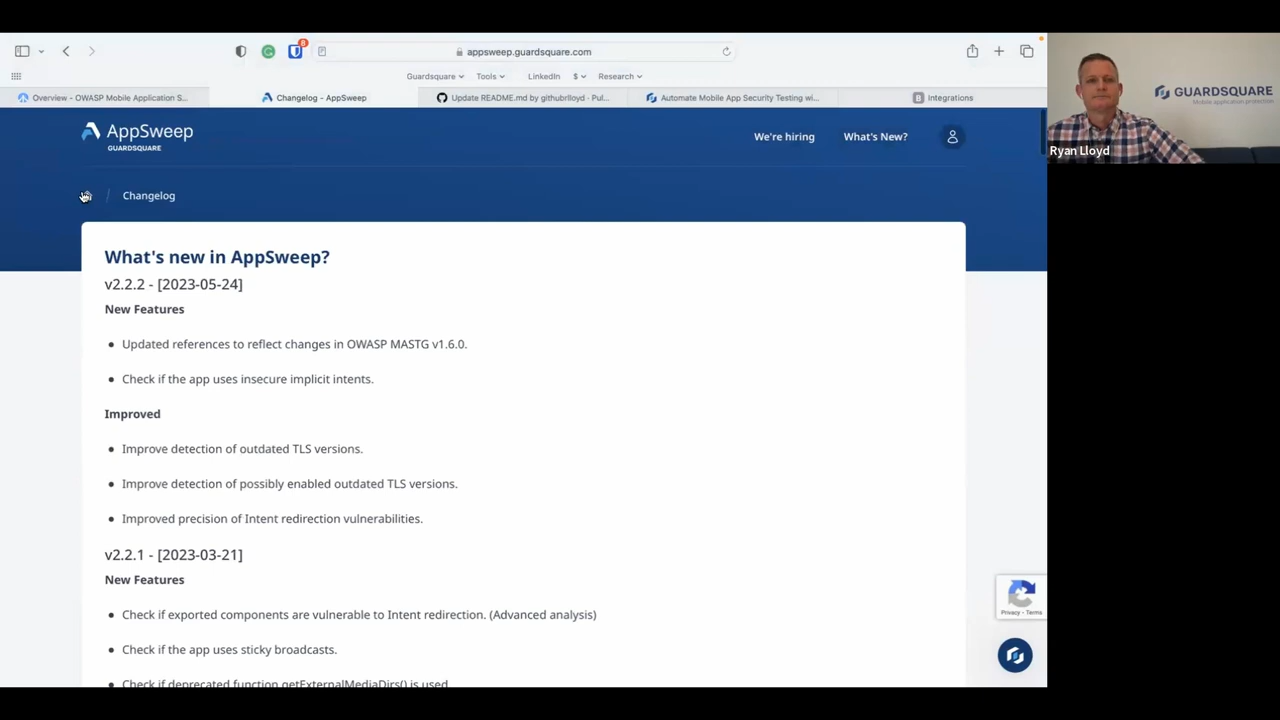 8
appsweep.guardsquare.com
Guardsquare
Tools
LinkedIn
$
Research
Overview - OWASP Mobile Application S...
Changelog - AppSweep
Update README.md by githubrlloyd · Pul...
Automate Mobile App Security Testing wi...
B Integrations
AppSweep
GUARDSQUARE
We're hiring
What's New?
/ Changelog
What's new in AppSweep?
v2.2.2 - [2023-05-24]
New Features
• Updated references to reflect changes in OWASP MASTG v1.6.0.
• Check if the app uses insecure implicit intents.
Improved
• Improve detection of outdated TLS versions.
• Improve detection of possibly enabled outdated TLS versions.
• Improved precision of Intent redirection vulnerabilities.
v2.2.1 - [2023-03-21]
New Features
• Check if exported components are vulnerable to Intent redirection. (Advanced analysis)
• Check if the app uses sticky broadcasts.
• Check if deprecated function getExternalMediaDirs() is used
Privacy - Terms
GUARDSQUARE
Mobile application protection
Ryan Lloyd